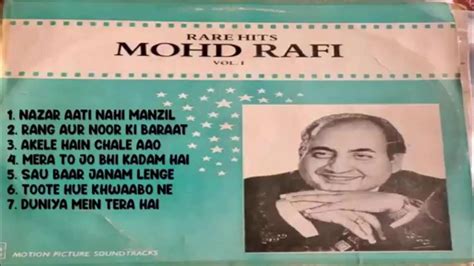 RARE HITS
MOHD RAFI
VOL. I
1. NAZAR AATI NAHI MANZIL
2. RANG AUR NOOR KI BARAAT
3. AKELE HAIN CHALE AAO
4. MERA TO JO BHI KADAM HAI
5. SAU BAAR JANAM LENGE
6. TOOTE HUE KHWAABO NE
7. DUNIYA MEIN TERA HAI
MOTION PICTURE SOUNDTRACKS